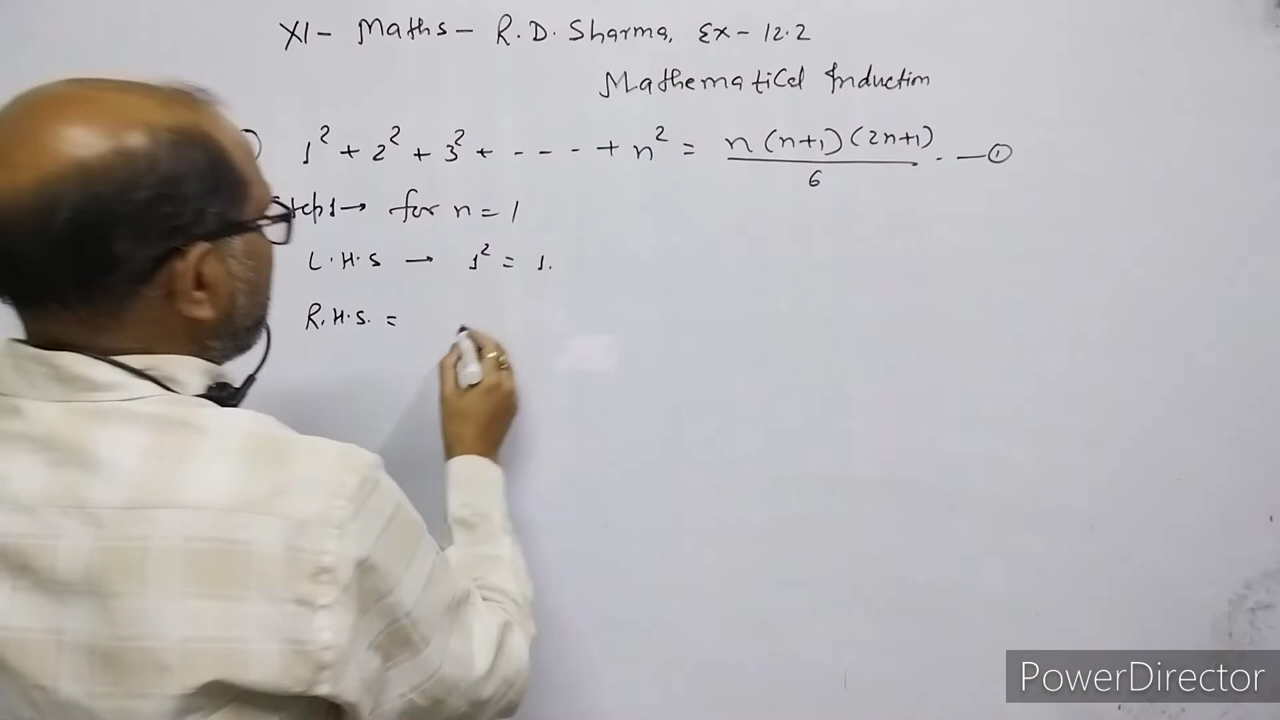 XI - Maths - R.D. Sharma, Ex - 12.2
Mathematical Induction
1² + 2² + 3² + - - - - + n² = n(n+1)(2n+1)/6 . — ①
Step1 → for n = 1
L.H.S → 1² = 1.
R.H.S. =
PowerDirector